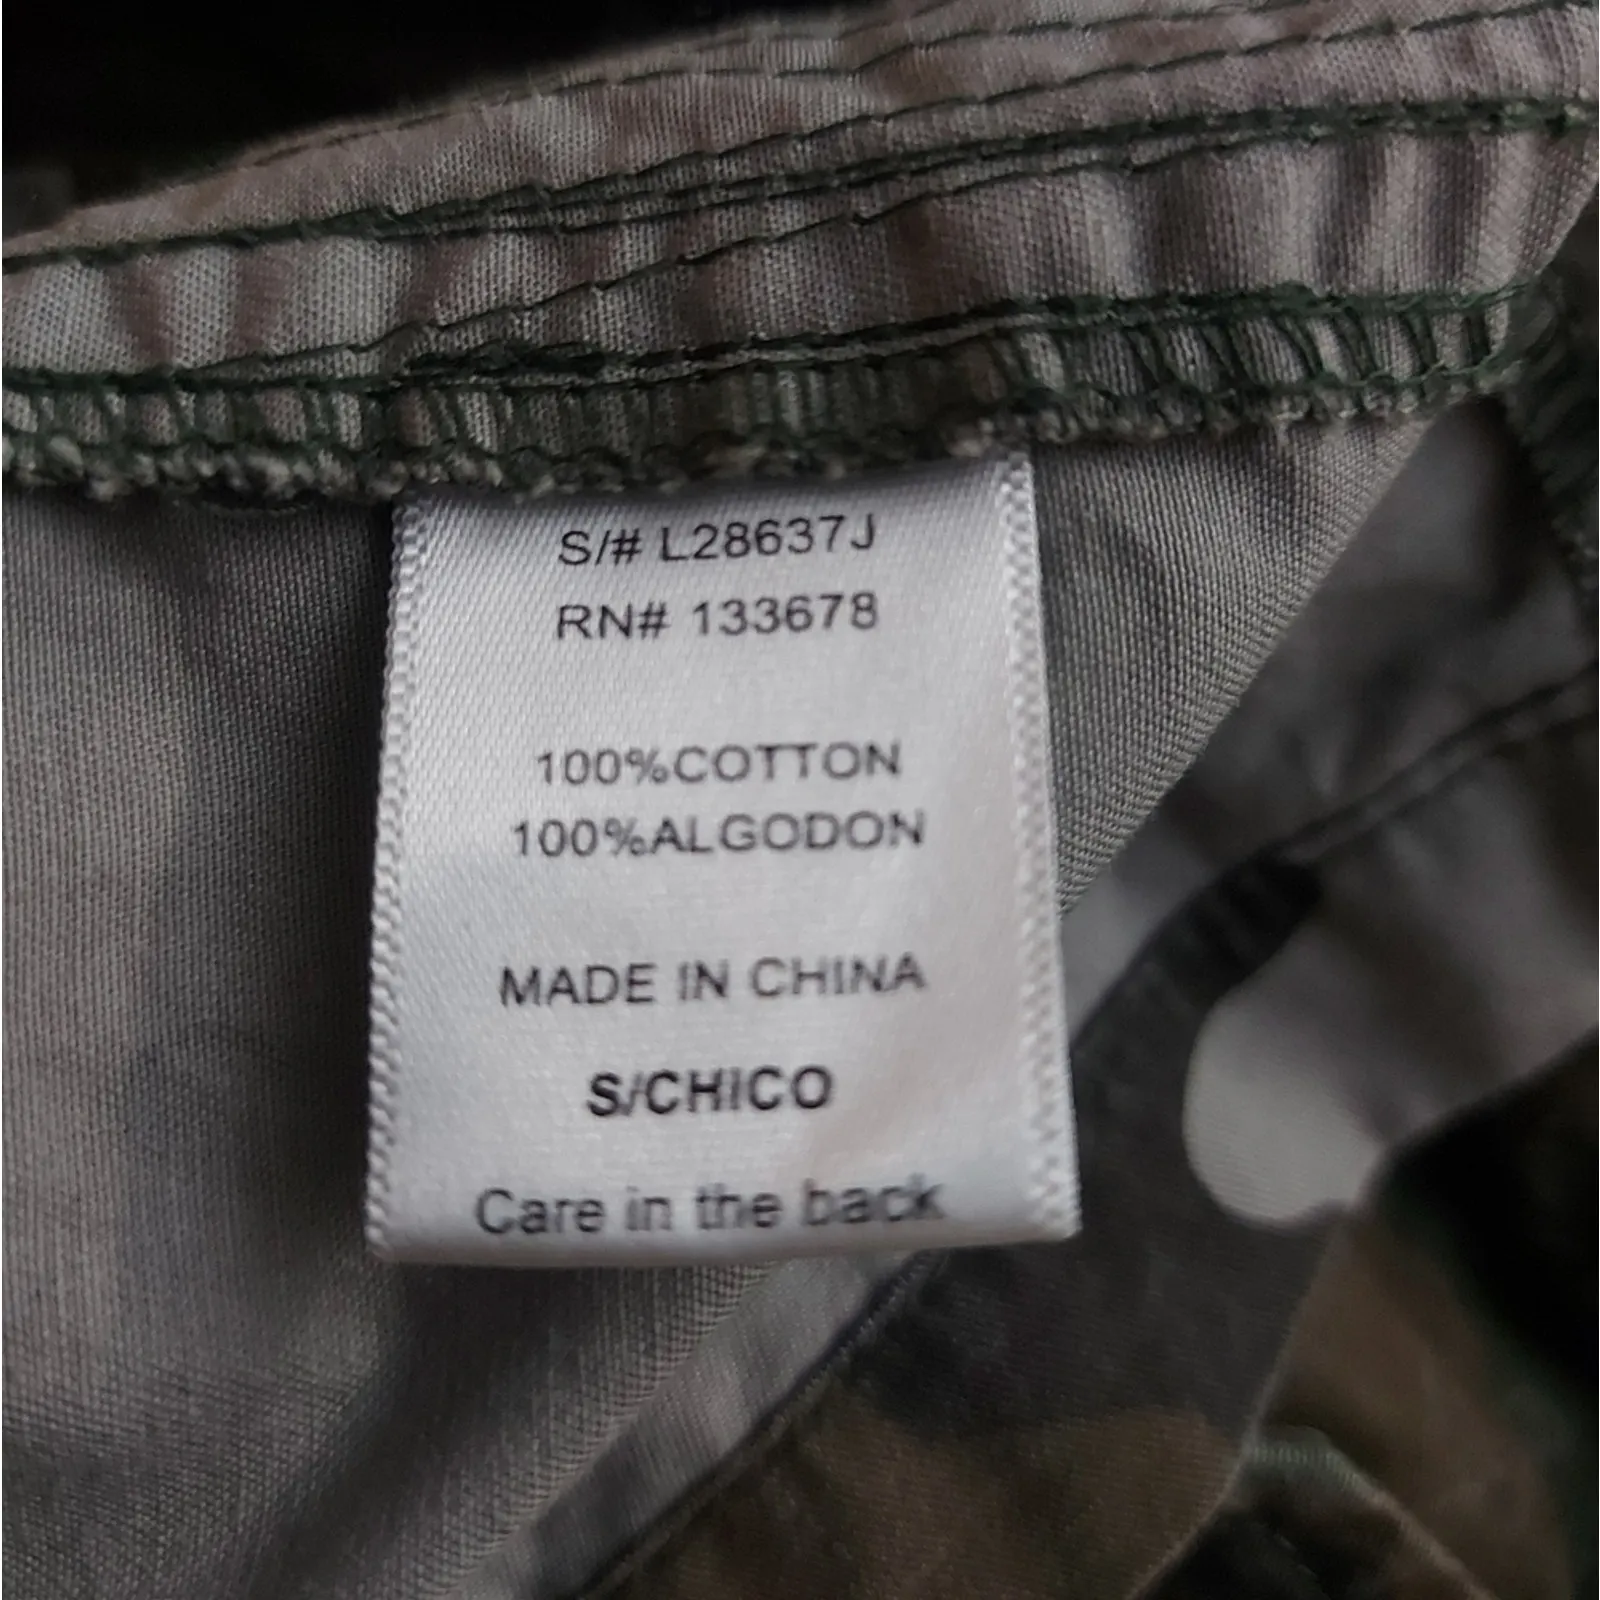 S/# L28637J
RN# 133678
100%COTTON
100%ALGODON
MADE IN CHINA
S/CHICO
Care in the back